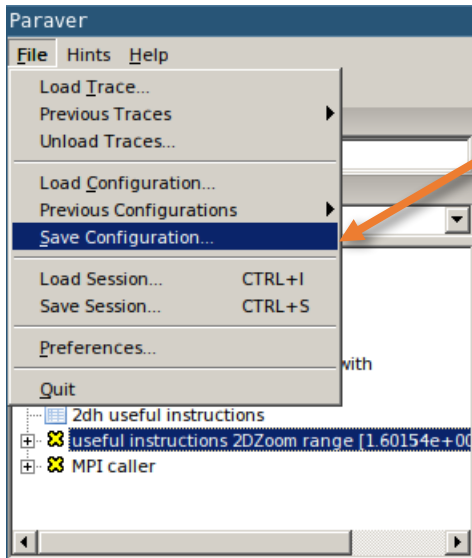 Paraver
File Hints Help
Load Trace...
Previous Traces
Unload Traces...
Load Configuration...
Previous Configurations
Save Configuration...
Load Session... CTRL+I
Save Session... CTRL+S
Preferences...
with
Quit
2dh useful instructions
useful instructions 2DZoom range [1.60154e+00
MPI caller